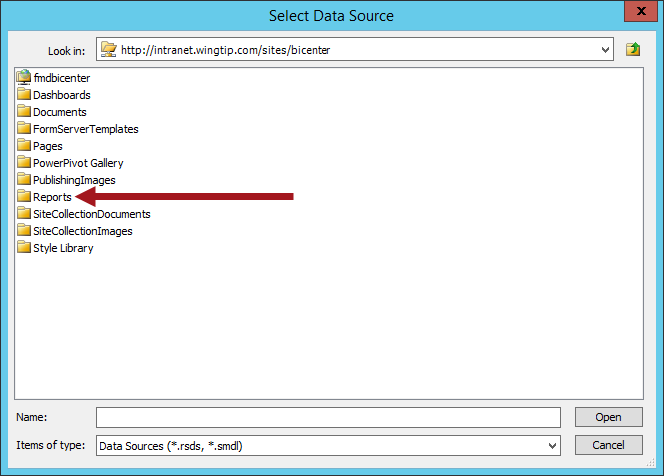 Select Data Source
x
Look in: http://intranet.wingtip.com/sites/bicenter
fmdbicenter
Dashboards
Documents
FormServerTemplates
Pages
PowerPivot Gallery
PublishingImages
Reports
SiteCollectionDocuments
SiteCollectionImages
Style Library
Name: Open
Items of type: Data Sources (*.rsds, *.smdl) Cancel